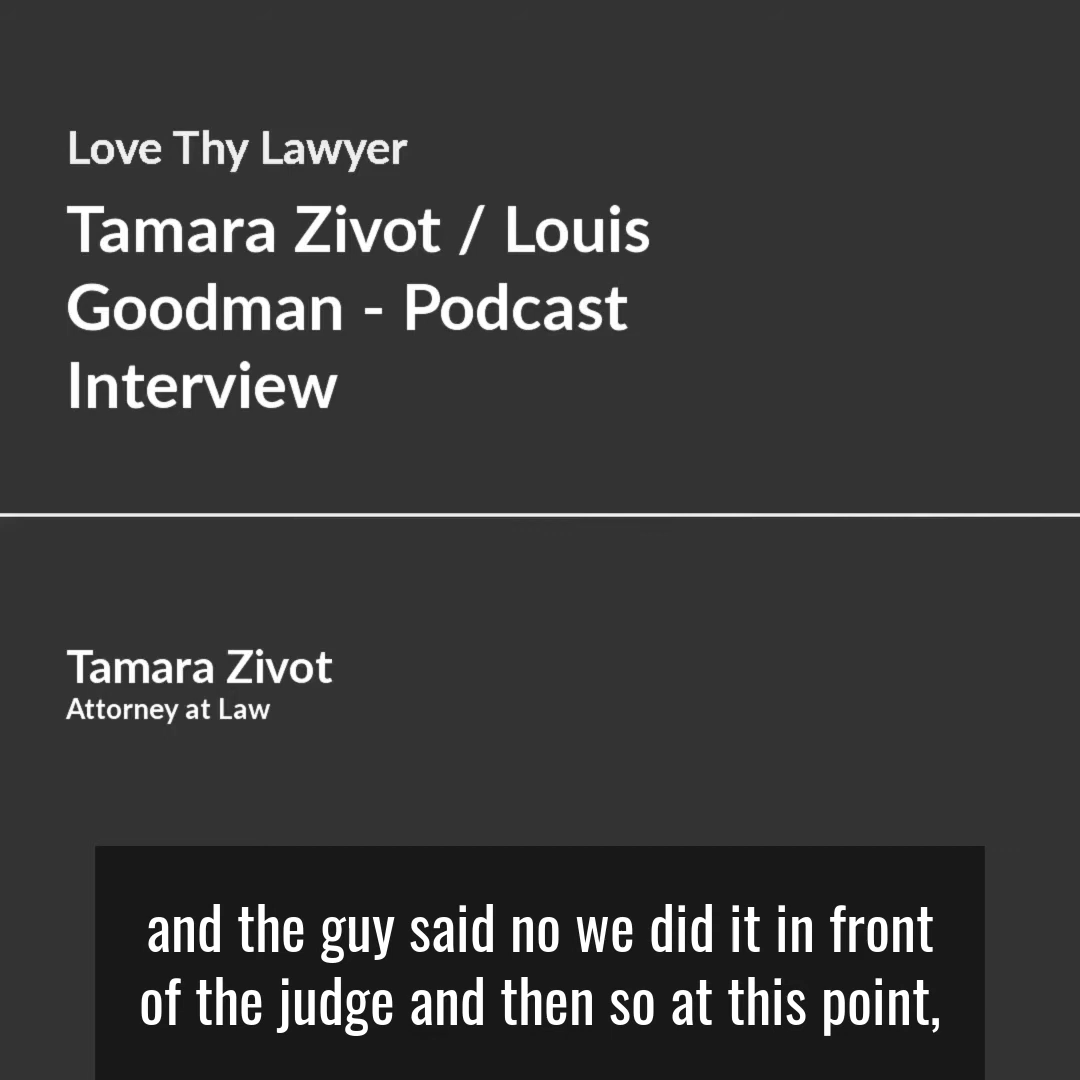 Love Thy Lawyer
Tamara Zivot / Louis
Goodman - Podcast
Interview
Tamara Zivot
Attorney at Law
and the guy said no we did it in front
of the judge and then so at this point,